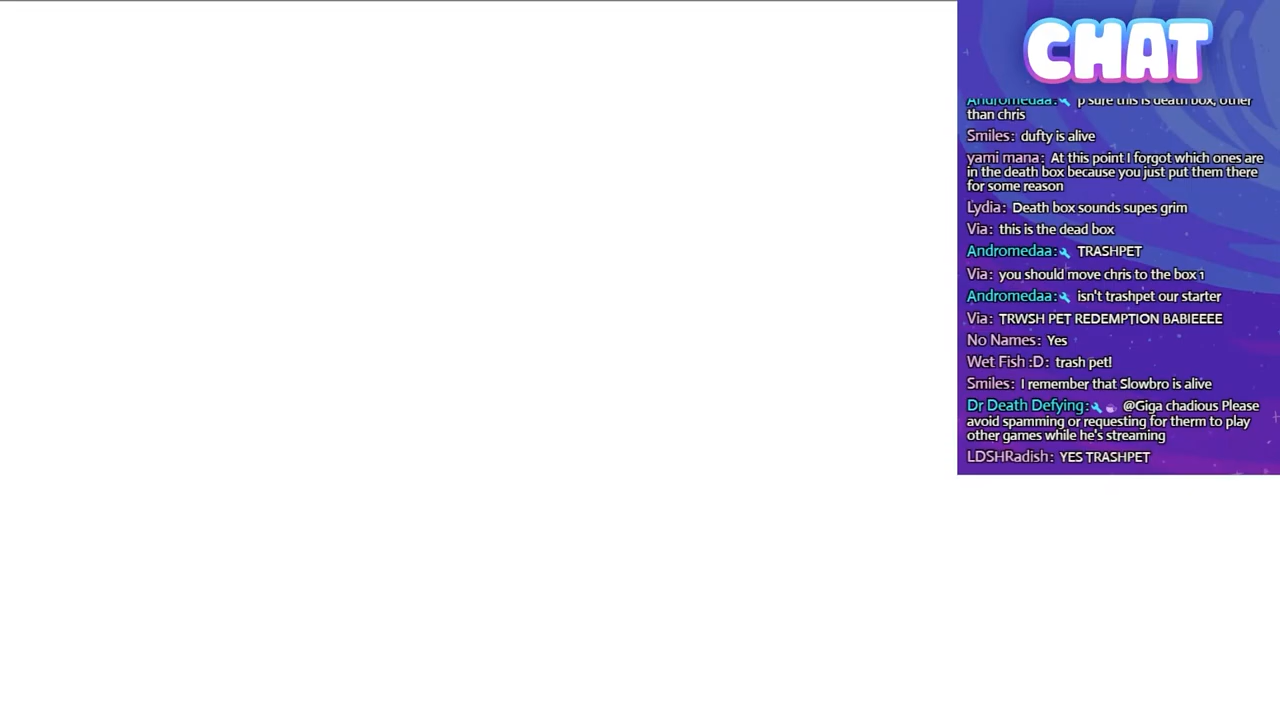 CHAT
Andromedaa: p sure this is death box, other
than chris
Smiles: dufty is alive
yami mana: At this point I forgot which ones are
in the death box because you just put them there
for some reason
Lydia: Death box sounds supes grim
Via: this is the dead box
Andromedaa: TRASHPET
Via: you should move chris to the box 1
Andromedaa: isn't trashpet our starter
Via: TRWSH PET REDEMPTION BABIEEEE
No Names: Yes
Wet Fish :D: trash pet!
Smiles: I remember that Slowbro is alive
Dr Death Defying: @Giga chadious Please
avoid spamming or requesting for therm to play
other games while he's streaming
LDSHRadish: YES TRASHPET